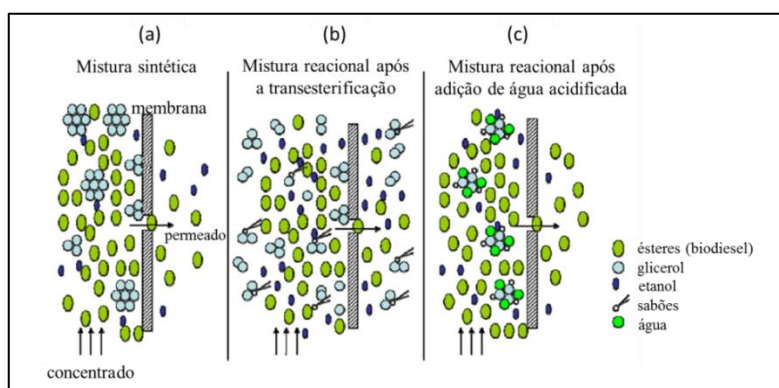 (a)
Mistura sintética
membrana
permeado
concentrado
(b)
Mistura reacional após
a transesterificação
(c)
Mistura reacional após
adição de água acidificada
ésteres (biodiesel)
glicerol
etanol
sabões
água